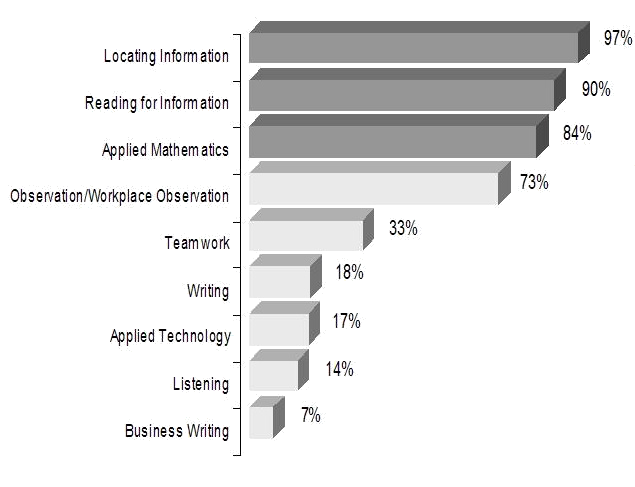 Locating Information 97%
Reading for Information 90%
Applied Mathematics 84%
Observation/Workplace Observation 73%
Teamwork 33%
Writing 18%
Applied Technology 17%
Listening 14%
Business Writing 7%